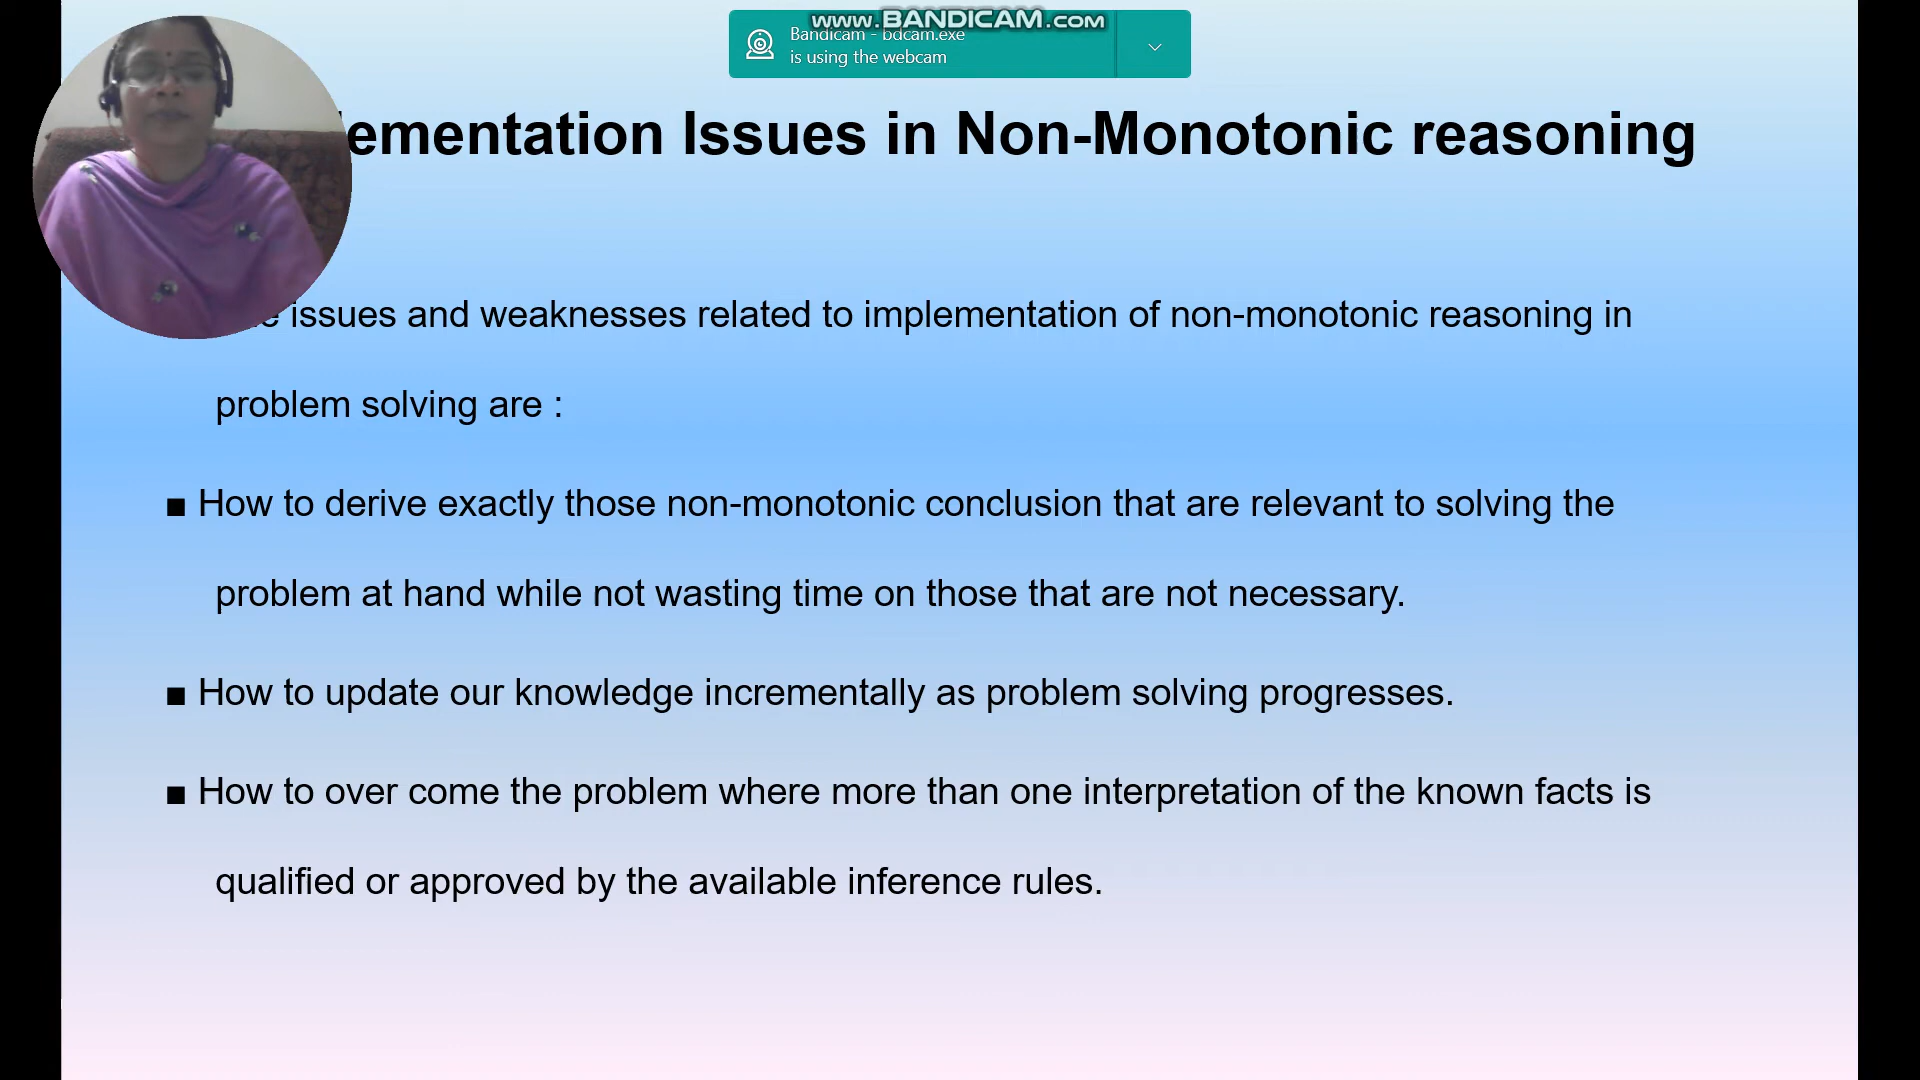 www.BANDICAM.com
Bandicam - bdcam.exe
is using the webcam
lementation Issues in Non-Monotonic reasoning
issues and weaknesses related to implementation of non-monotonic reasoning in
problem solving are :
■ How to derive exactly those non-monotonic conclusion that are relevant to solving the
problem at hand while not wasting time on those that are not necessary.
■ How to update our knowledge incrementally as problem solving progresses.
■ How to over come the problem where more than one interpretation of the known facts is
qualified or approved by the available inference rules.